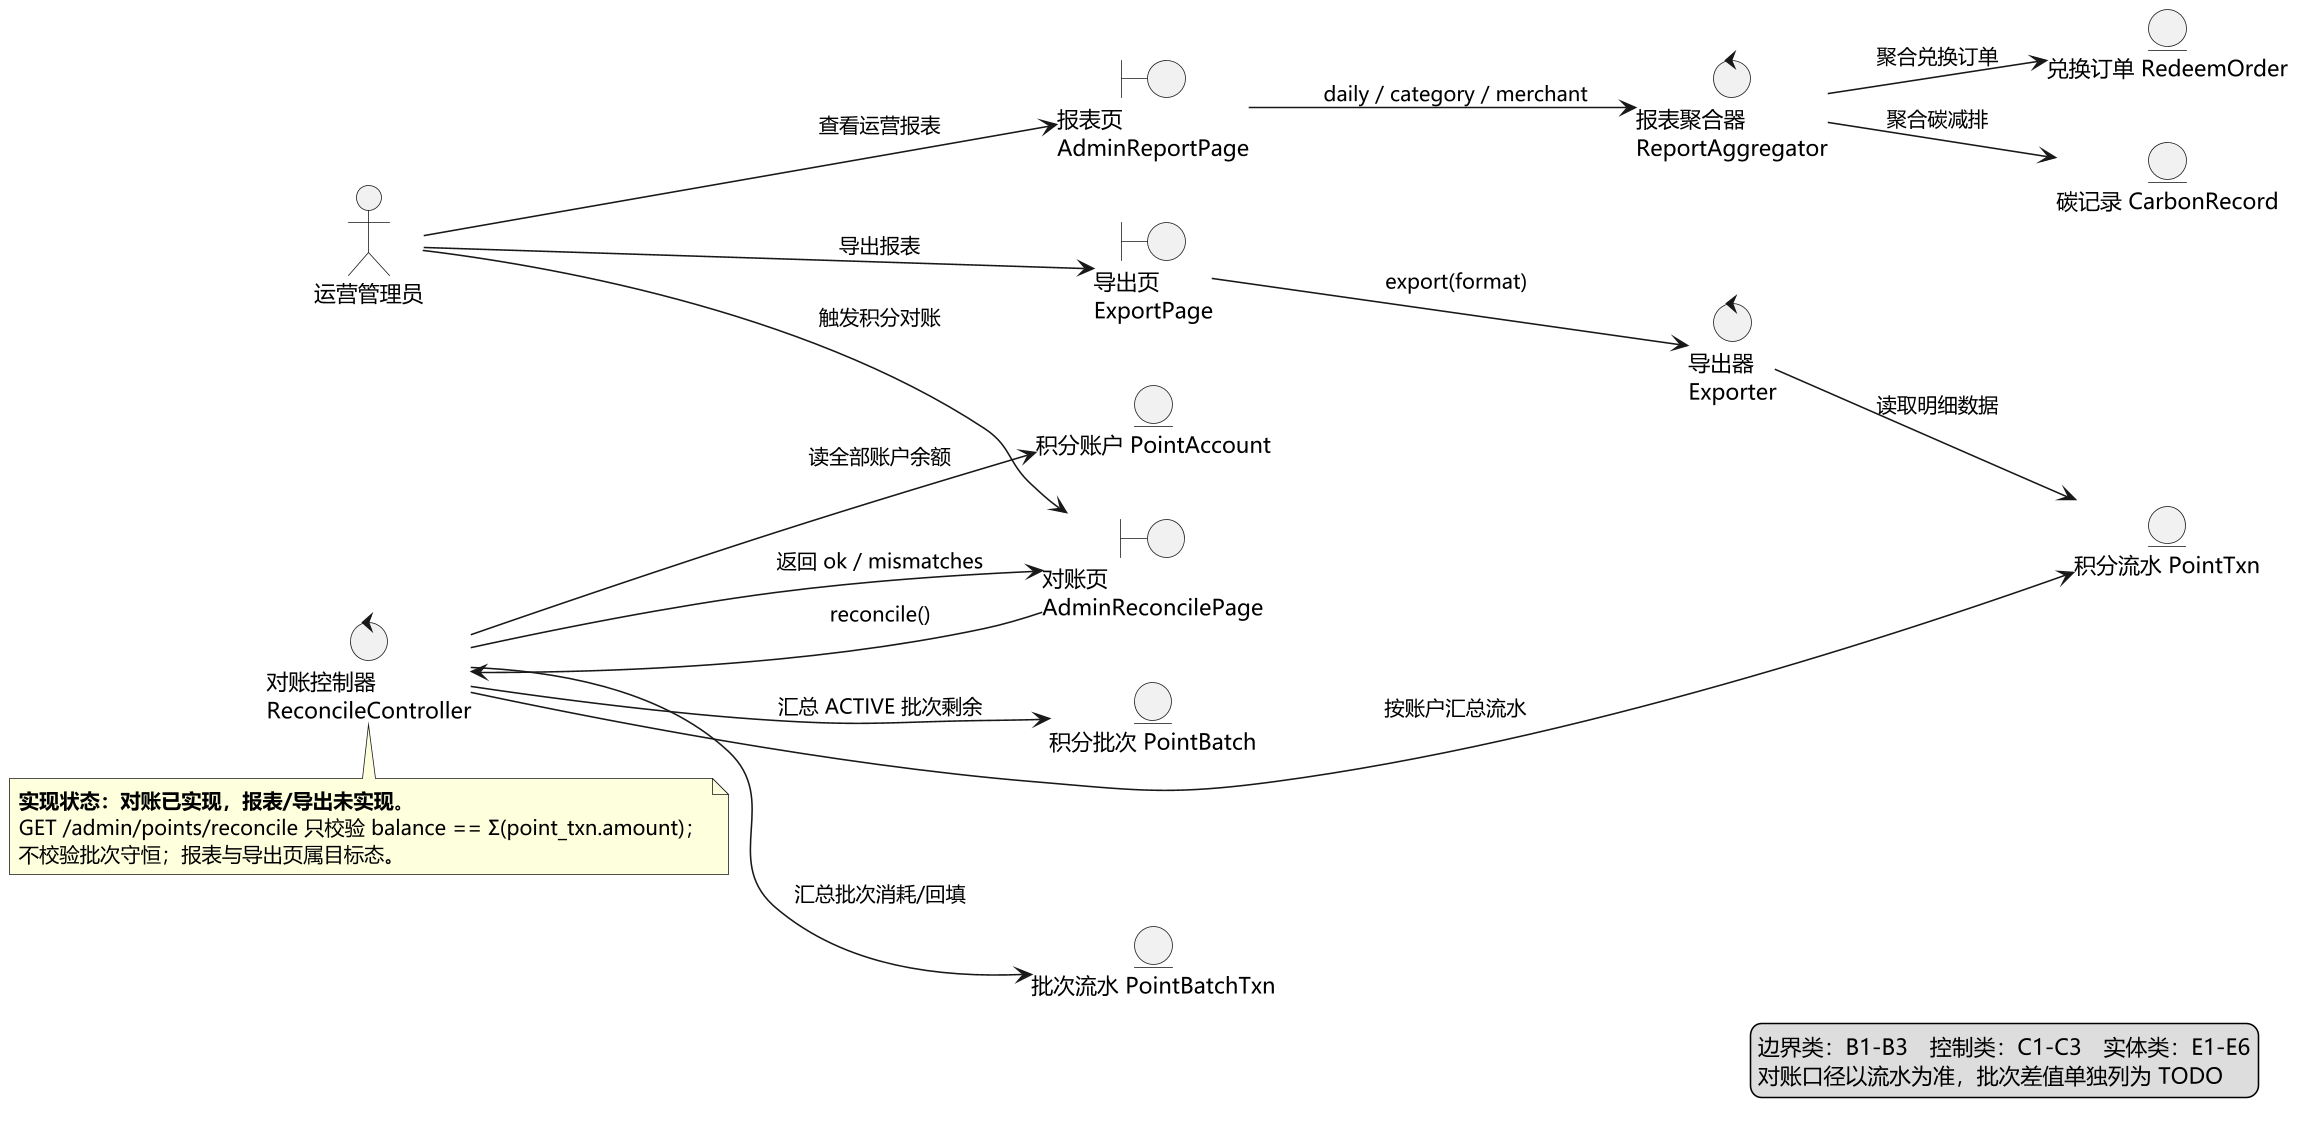 兑换订单 RedeemOrder
聚合兑换订单
daily / category / merchant
报表页
AdminReportPage
报表聚合器
ReportAggregator
聚合碳减排
碳记录 CarbonRecord
查看运营报表
运营管理员
导出报表
导出页
ExportPage
export(format)
导出器
Exporter
触发积分对账
读取明细数据
积分账户 PointAccount
读全部账户余额
积分流水 PointTxn
返回 ok / mismatches
对账页
AdminReconcilePage
reconcile()
对账控制器
ReconcileController
汇总 ACTIVE 批次剩余
积分批次 PointBatch
按账户汇总流水
实现状态：对账已实现，报表/导出未实现。
GET /admin/points/reconcile 只校验 balance == Σ(point_txn.amount)；
不校验批次守恒；报表与导出页属目标态。
汇总批次消耗/回填
批次流水 PointBatchTxn
边界类：B1-B3　控制类：C1-C3　实体类：E1-E6
对账口径以流水为准，批次差值单独列为 TODO